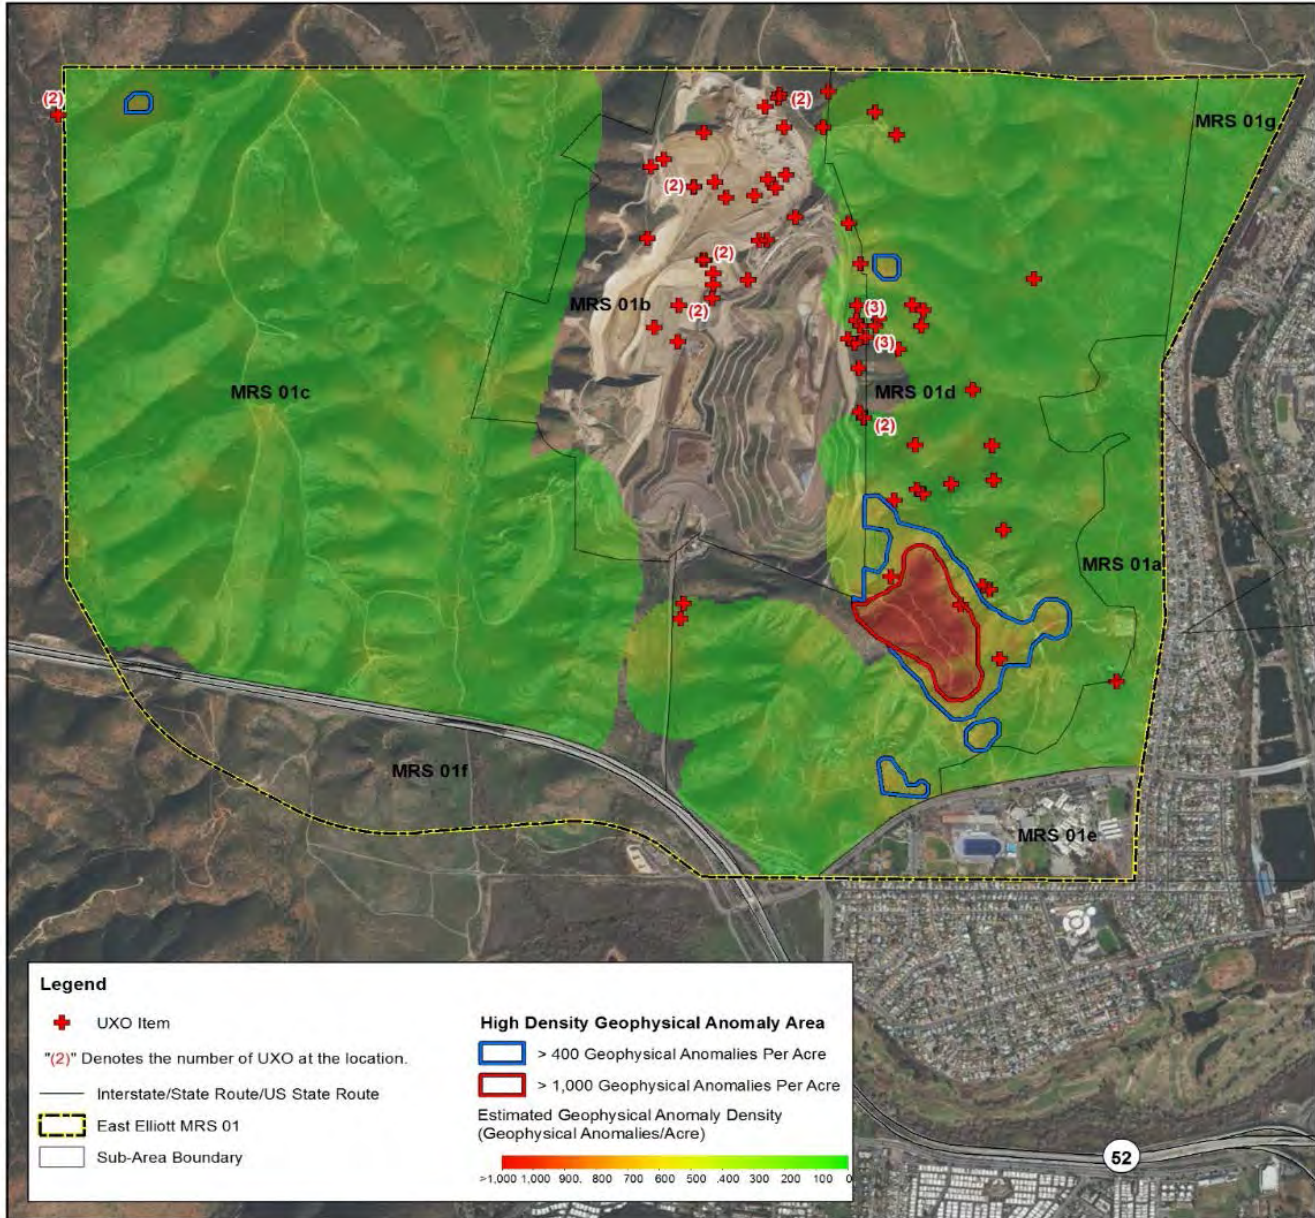 (2)
(2)
MRS 01g
(2)
(2)
MRS 01b
(2)
(3)
(3)
MRS 01c
MRS 01d
(2)
MRS 01a
MRS 01f
MRS 01e
Legend
UXO Item
"(2)" Denotes the number of UXO at the location.
Interstate/State Route/US State Route
East Elliott MRS 01
Sub-Area Boundary
High Density Geophysical Anomaly Area
> 400 Geophysical Anomalies Per Acre
> 1,000 Geophysical Anomalies Per Acre
Estimated Geophysical Anomaly Density
(Geophysical Anomalies/Acre)
>1,000 1,000 900. 800 700. 600 500 .400 .300 200 100 0
52